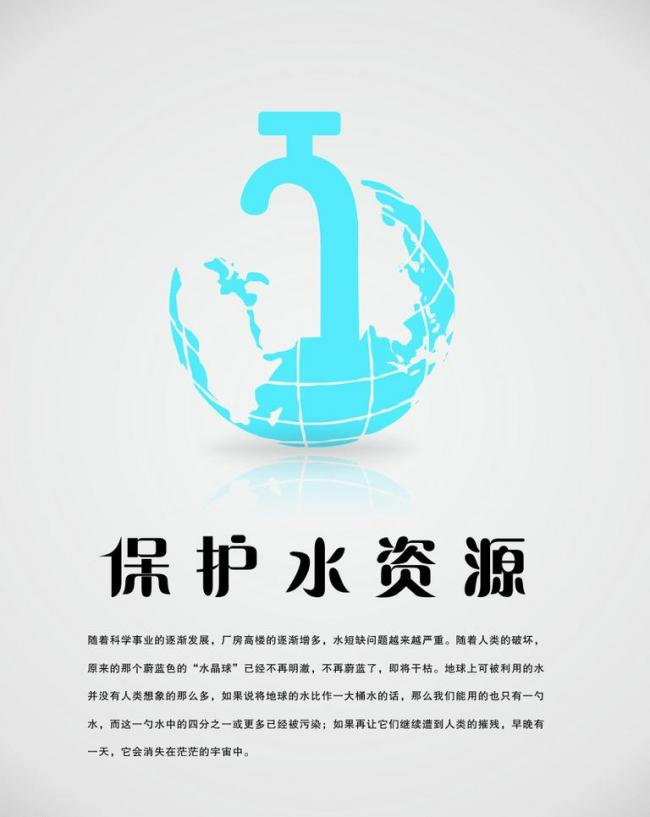 保护水资源
随着科学事业的逐渐发展，厂房高楼的逐渐增多，水短缺问题越来越严重。随着人类的破坏，
原来的那个蔚蓝色的“水晶球”已经不再明澈，不再蔚蓝了，即将干枯。地球上可被利用的水
并没有人类想象的那么多，如果说将地球的水比作一大桶水的话，那么我们能用的也只有一勺
水，而这一勺水中的四分之一或更多已经被污染；如果再让它们继续遭到人类的摧残，早晚有
一天，它会消失在茫茫的宇宙中。